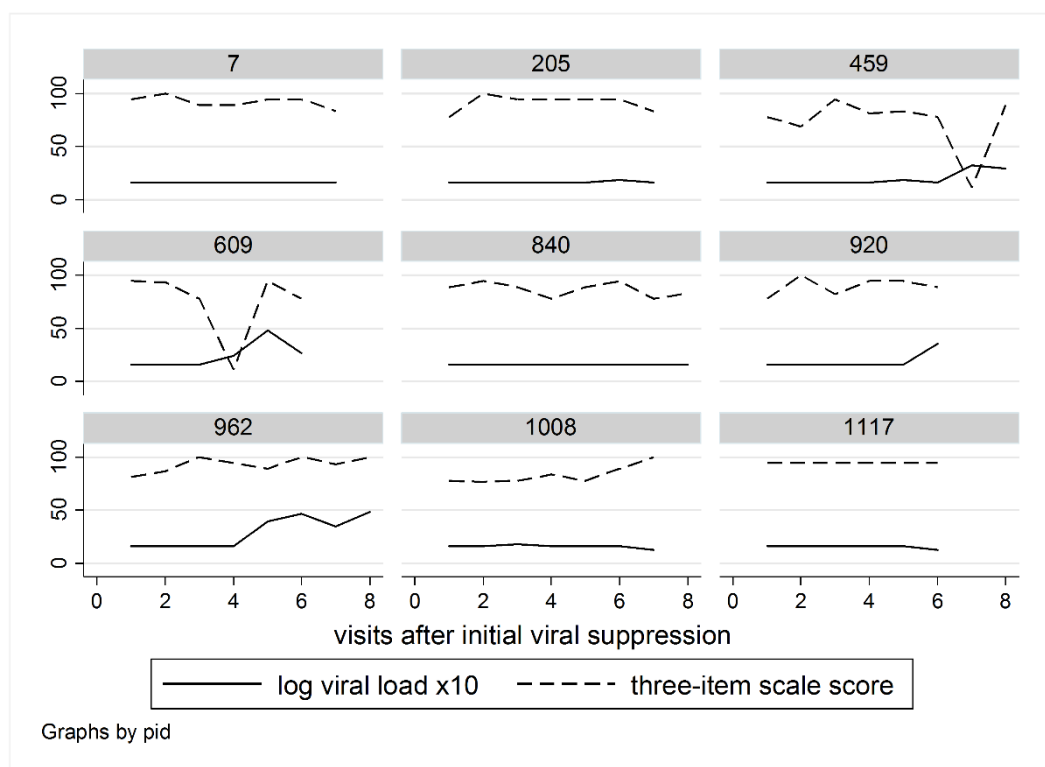 7 205 459
100
50
0
609 840 920
100
50
0
962 1008 1117
100
50
0
0 2 4 6 8 0 2 4 6 8 0 2 4 6 8
visits after initial viral suppression
log viral load x10 three-item scale score
Graphs by pid